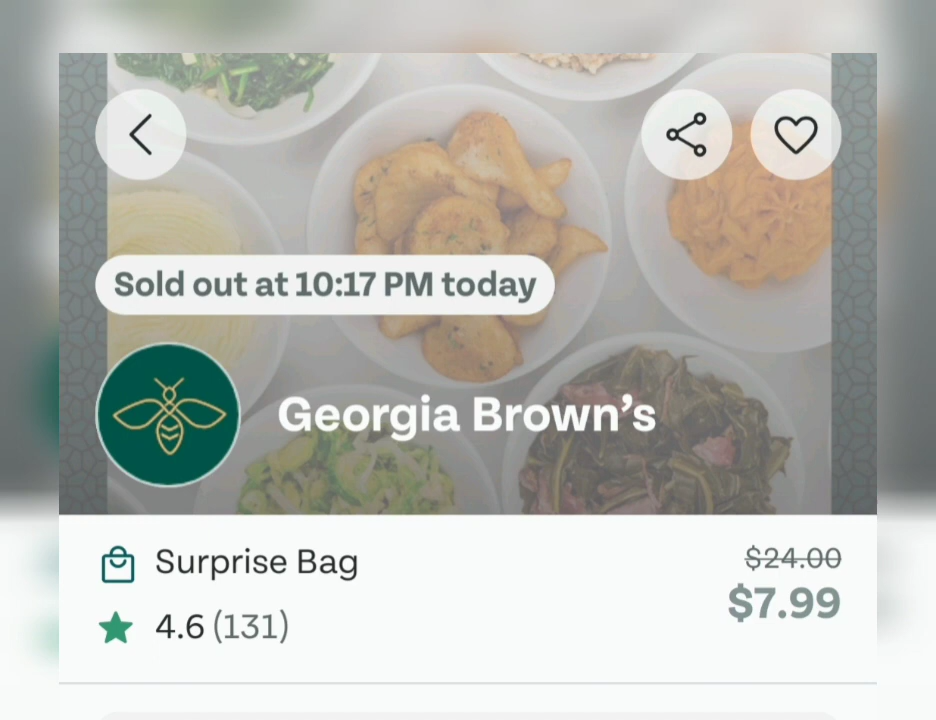 Sold out at 10:17 PM today
Georgia Brown's
Surprise Bag
$24.00
4.6 (131)
$7.99